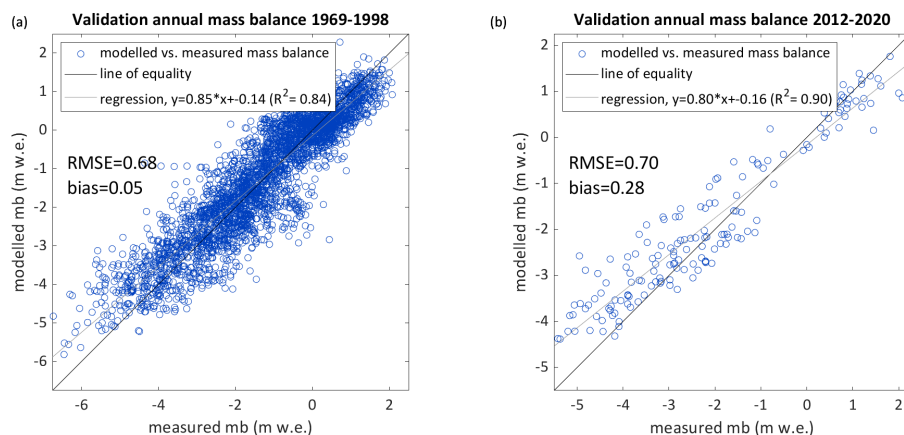 (a)
Validation annual mass balance 1969-1998
modelled vs. measured mass balance
line of equality
regression, y=0.85*x+-0.14 (R²= 0.84)
RMSE=0.68
bias=0.05
modelled mb (m w.e.)
2
1
0
-1
-2
-3
-4
-5
-6
-6
-4
-2
0
2
measured mb (m w.e.)
(b)
Validation annual mass balance 2012-2020
modelled vs. measured mass balance
line of equality
regression, y=0.80*x+-0.16 (R²= 0.90)
RMSE=0.70
bias=0.28
modelled mb (m w.e.)
2
1
0
-1
-2
-3
-4
-5
-5
-4
-3
-2
-1
0
1
2
measured mb (m w.e.)